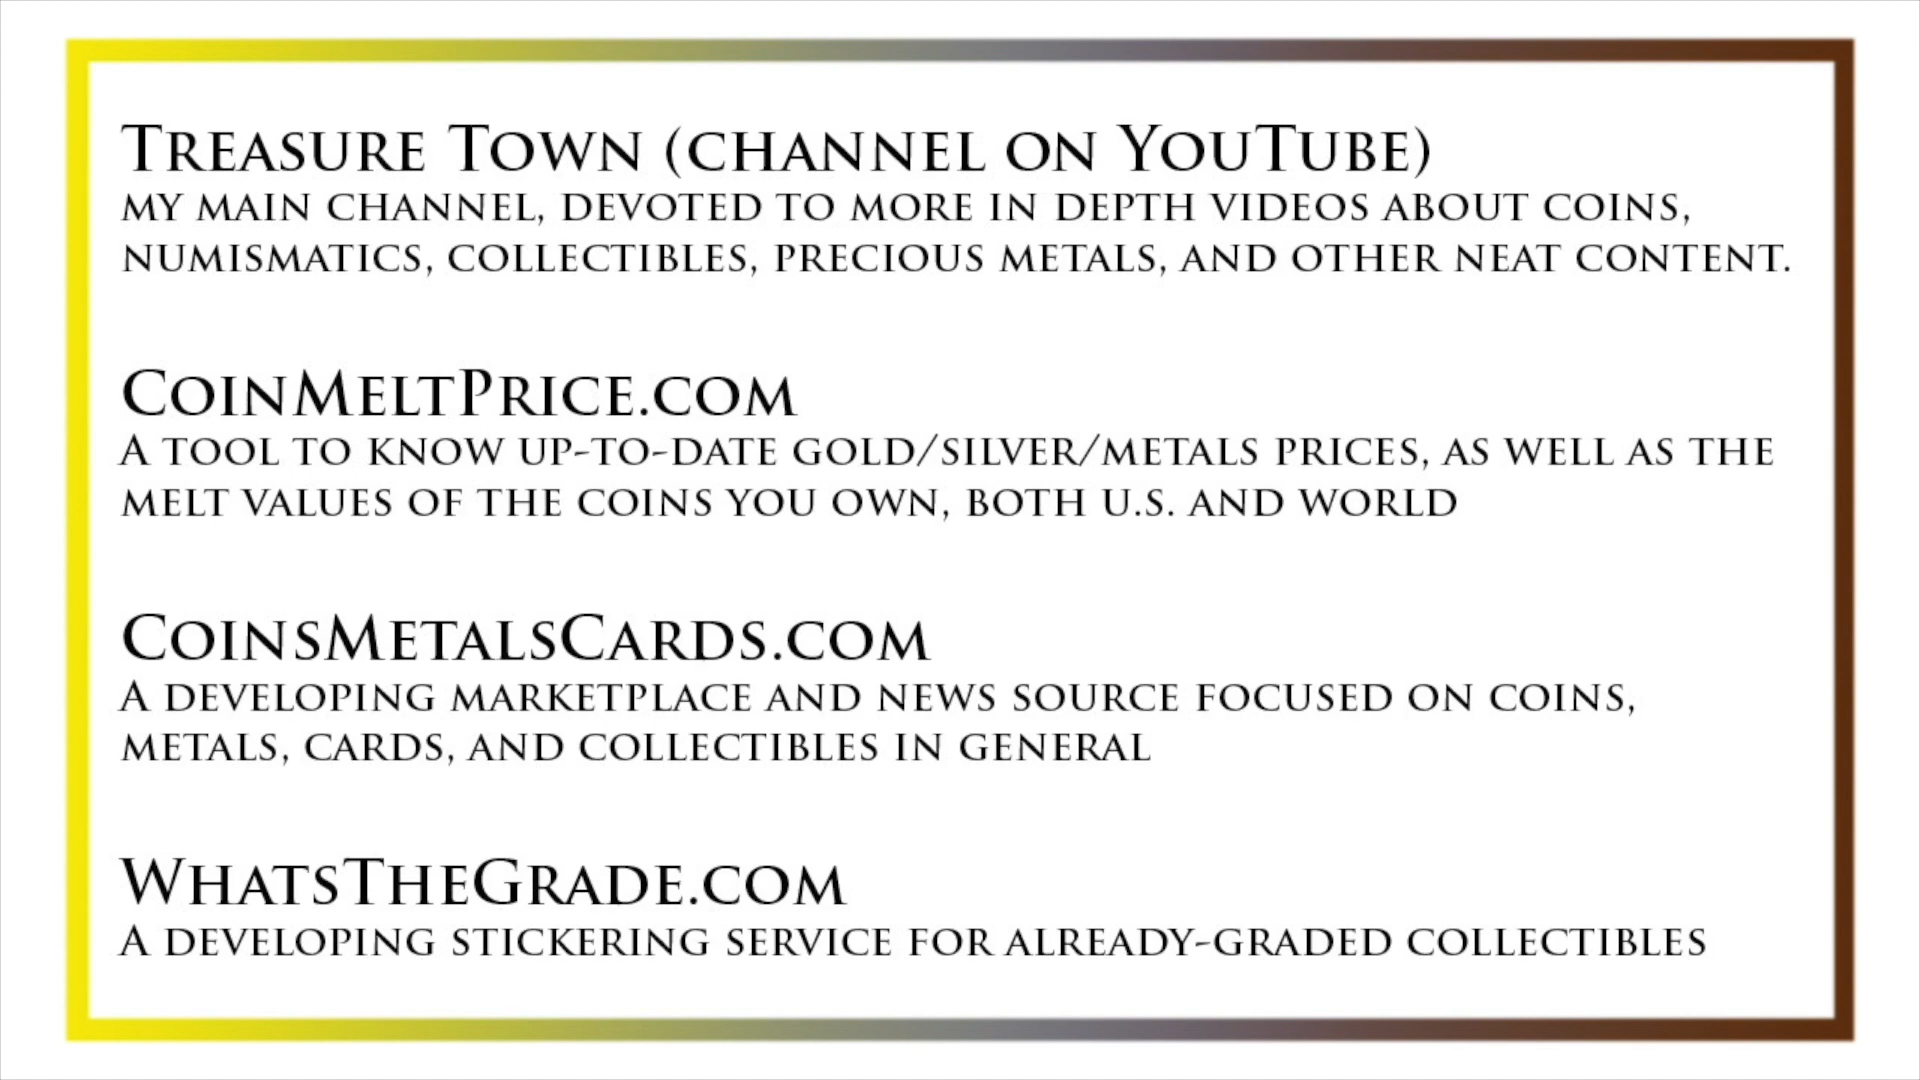 Treasure Town (channel on YouTube)
my main channel, devoted to more in depth videos about coins,
numismatics, collectibles, precious metals, and other neat content.
CoinMeltPrice.com
A tool to know up-to-date gold/silver/metals prices, as well as the
melt values of the coins you own, both U.S. and world
CoinsMetalsCards.com
A developing marketplace and news source focused on coins,
metals, cards, and collectibles in general
WhatsTheGrade.com
A developing stickering service for already-graded collectibles